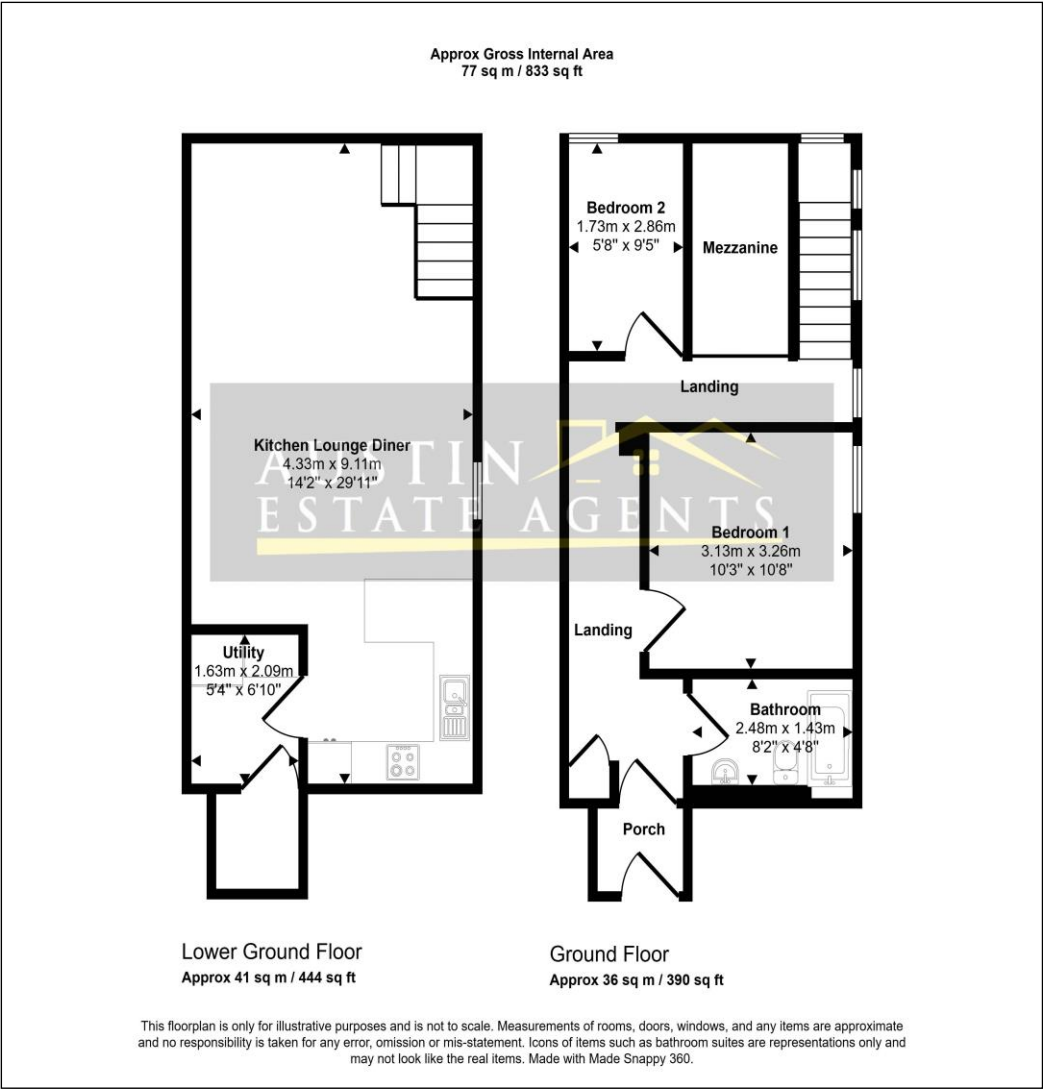 Approx Gross Internal Area
77 sq m / 833 sq ft
Bedroom 2
1.73m x 2.86m
5'8" x 9'5"
Mezzanine
Landing
Kitchen Lounge Diner
4.33m x 9.11m
14'2" x 29'11"
AUSTIN
ESTATE AGENTS
Bedroom 1
3.13m x 3.26m
10'3" x 10'8"
Landing
Utility
1.63m x 2.09m
5'4" x 6'10"
Bathroom
2.48m x 1.43m
8'2" x 4'8"
Porch
Lower Ground Floor
Approx 41 sq m / 444 sq ft
Ground Floor
Approx 36 sq m / 390 sq ft
This floorplan is only for illustrative purposes and is not to scale. Measurements of rooms, doors, windows, and any items are approximate
and no responsibility is taken for any error, omission or mis-statement. Icons of items such as bathroom suites are representations only and
may not look like the real items. Made with Made Snappy 360.